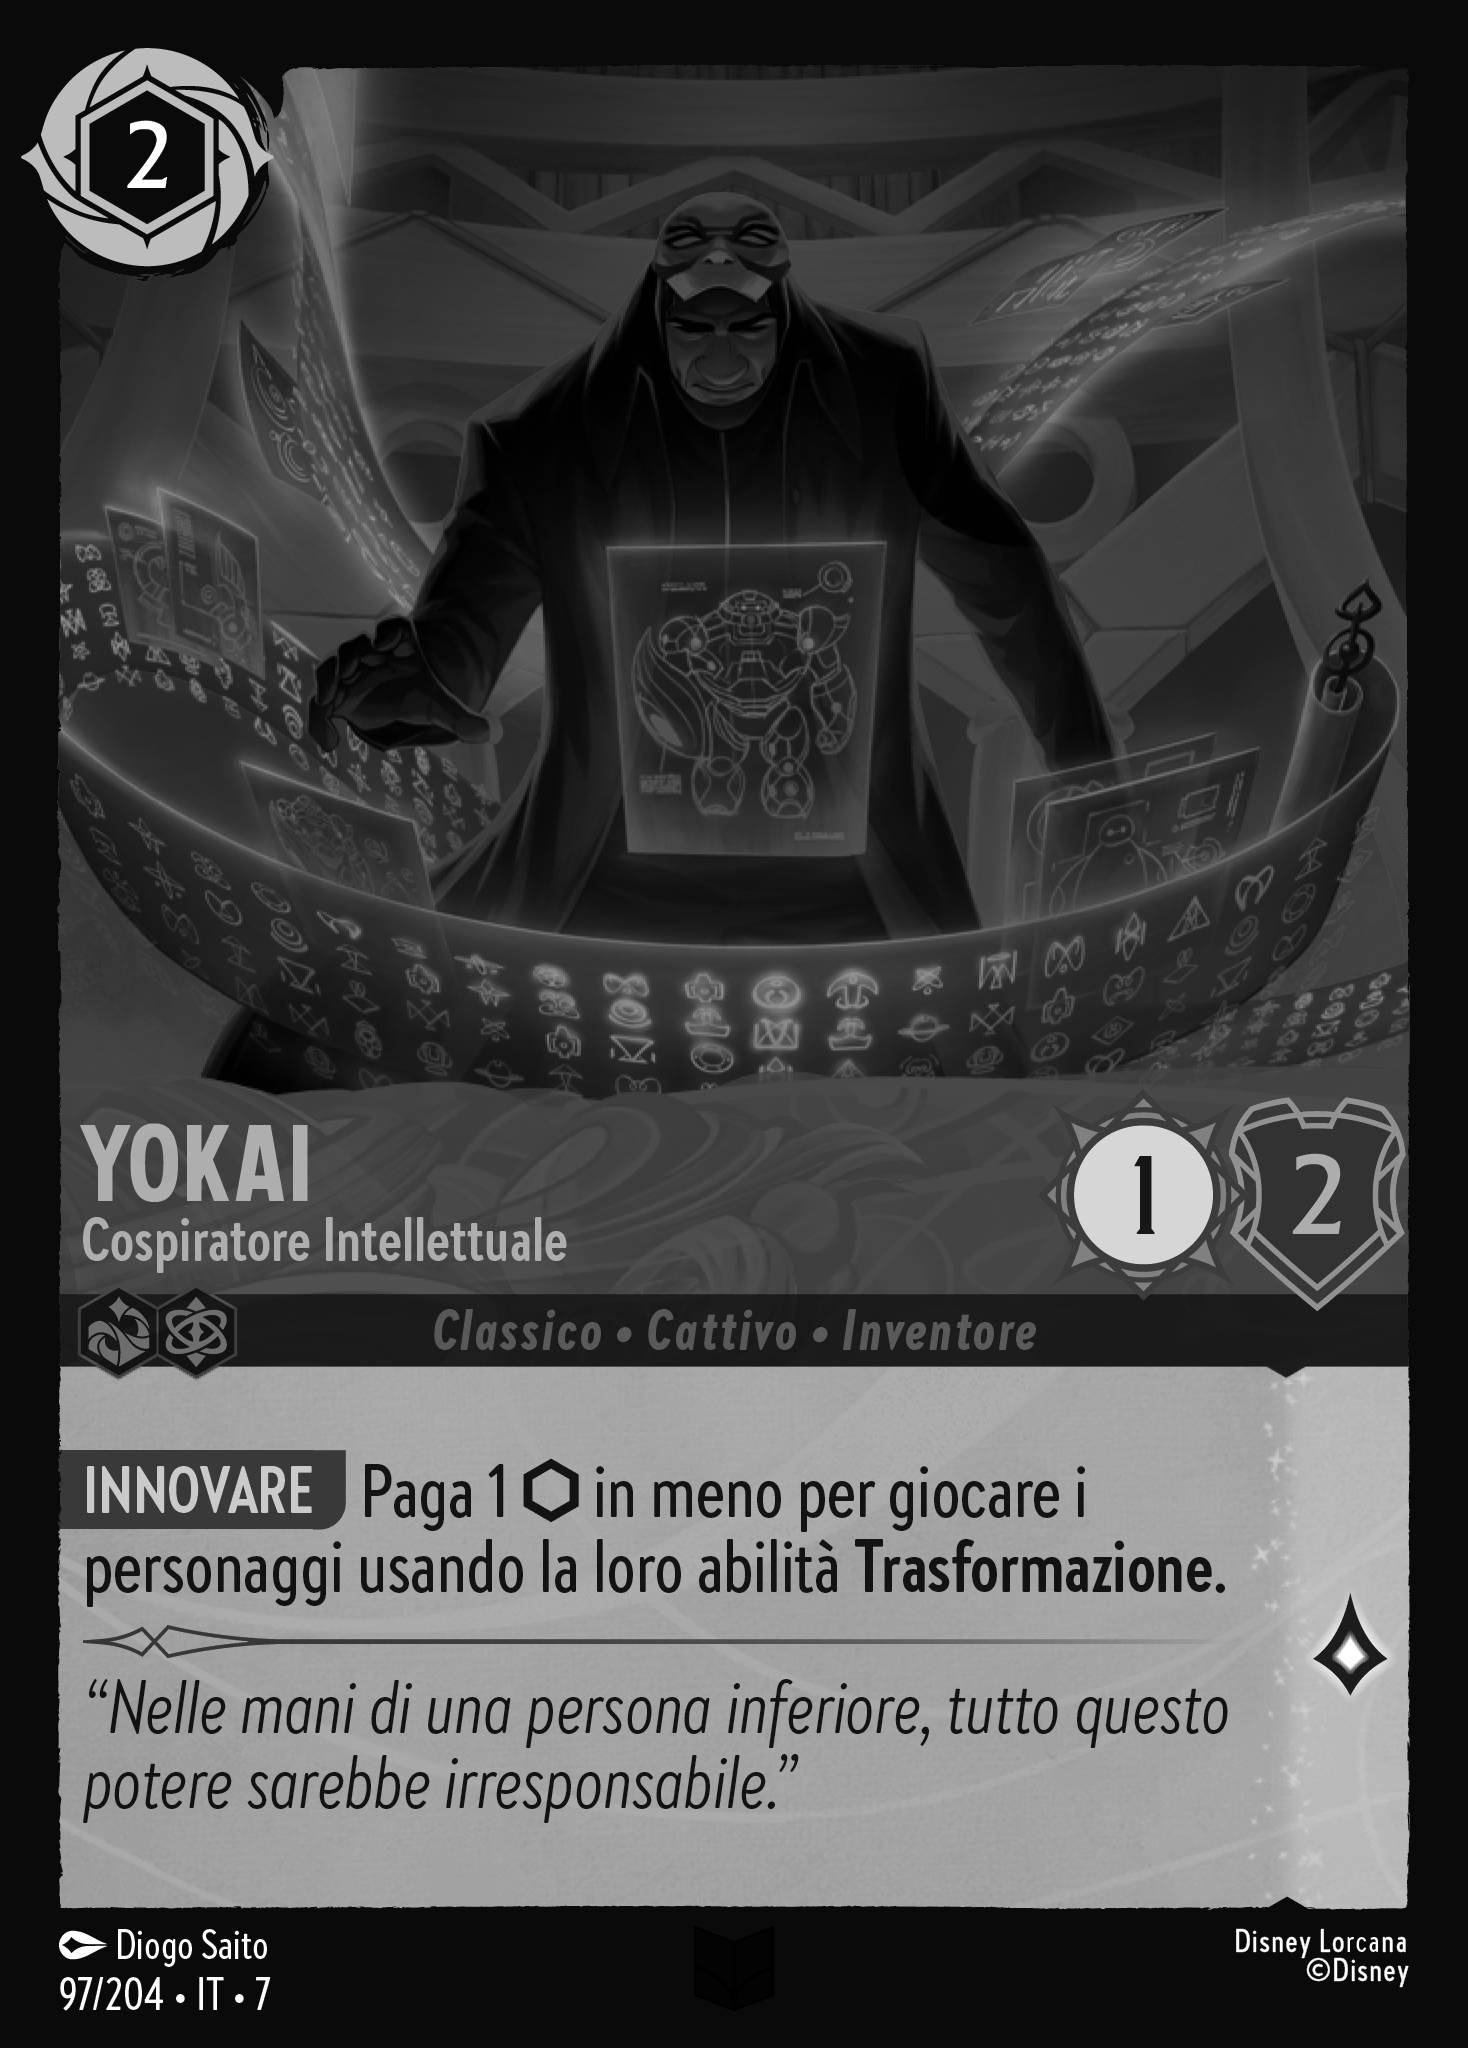 2
YOKAI
Cospiratore Intellettuale
1
2
Classico • Cattivo • Inventore
INNOVARE Paga 1 ⬡ in meno per giocare i
personaggi usando la loro abilità Trasformazione.
“Nelle mani di una persona inferiore, tutto questo
potere sarebbe irresponsabile.”
Diogo Saito
97/204 • IT • 7
Disney Lorcana
©Disney